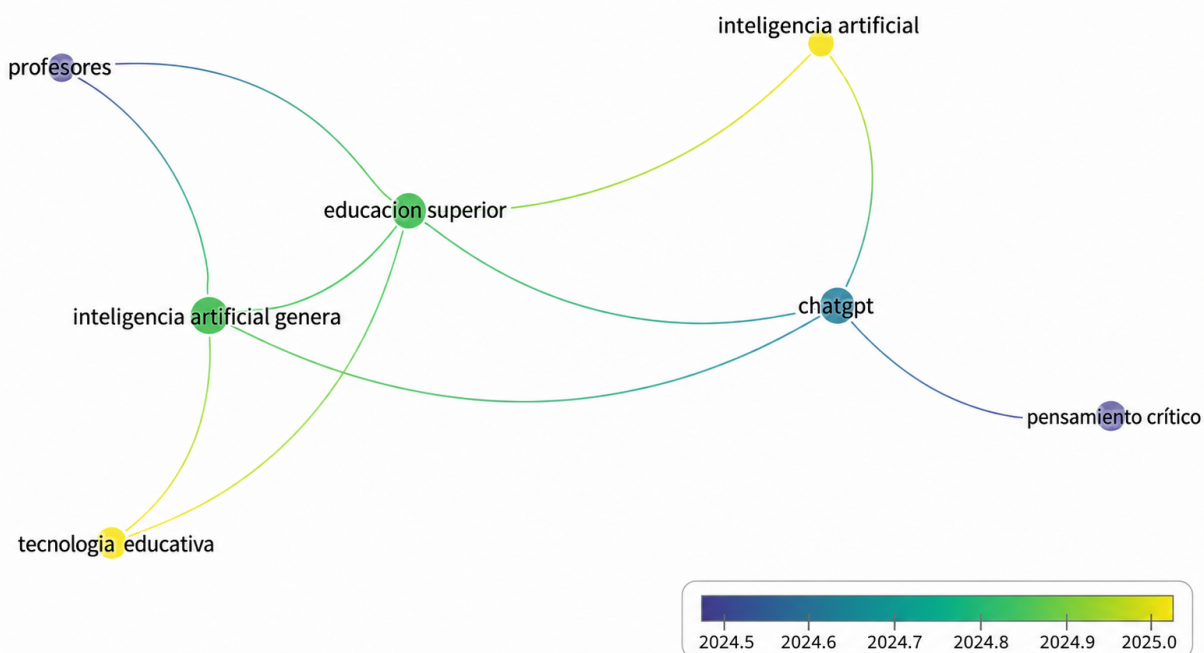 inteligencia artificial
profesores
educacion superior
chatgpt
inteligencia artificial genera
pensamiento crítico
tecnologia educativa
2024.5 2024.6 2024.7 2024.8 2024.9 2025.0